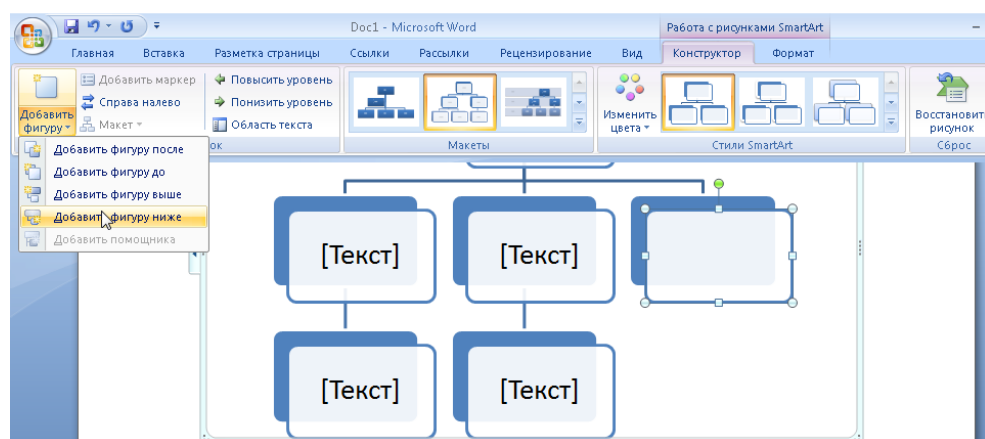 Doc1 - Microsoft Word
Работа с рисунками SmartArt
Главная Вставка Разметка страницы Ссылки Рассылки Рецензирование Вид Конструктор Формат
Добавить фигуру
Добавить маркер
Справа налево
Макет
Повысить уровень
Понизить уровень
Область текста
Изменить цвета
Восстановить рисунок
ок Макеты Стили SmartArt Сброс
Добавить фигуру после
Добавить фигуру до
Добавить фигуру выше
Добавить фигуру ниже
Добавить помощника
[Текст] [Текст]
[Текст] [Текст]